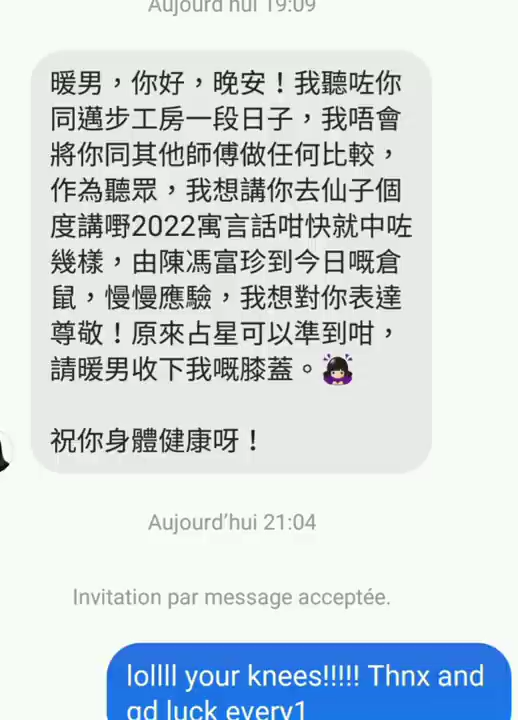 Aujourd'hui 19:09
暖男，你好，晚安！我聽咗你
同邁步工房一段日子，我唔會
將你同其他師傅做任何比較，
作為聽眾，我想講你去仙子個
度講嘢2022寓言話咁快就中咗
幾樣，由陳馮富珍到今日嘅倉
鼠，慢慢應驗，我想對你表達
尊敬！原來占星可以準到咁，
請暖男收下我嘅膝蓋。🙇‍♀️
祝你身體健康呀！
Aujourd’hui 21:04
Invitation par message acceptée.
lollll your knees!!!!! Thnx and
gd luck every1